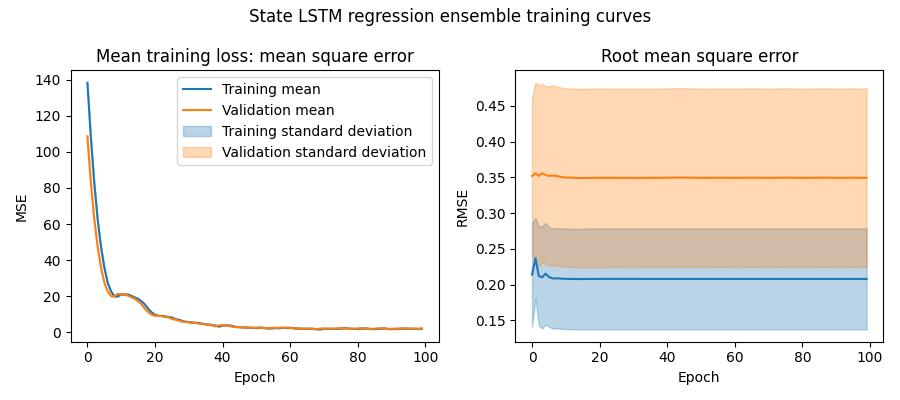 State LSTM regression ensemble training curves
Mean training loss: mean square error
Training mean
Validation mean
Training standard deviation
Validation standard deviation
140
120
100
80
60
40
20
0
MSE
0 20 40 60 80 100
Epoch
Root mean square error
0.45
0.40
0.35
0.30
0.25
0.20
0.15
RMSE
0 20 40 60 80 100
Epoch